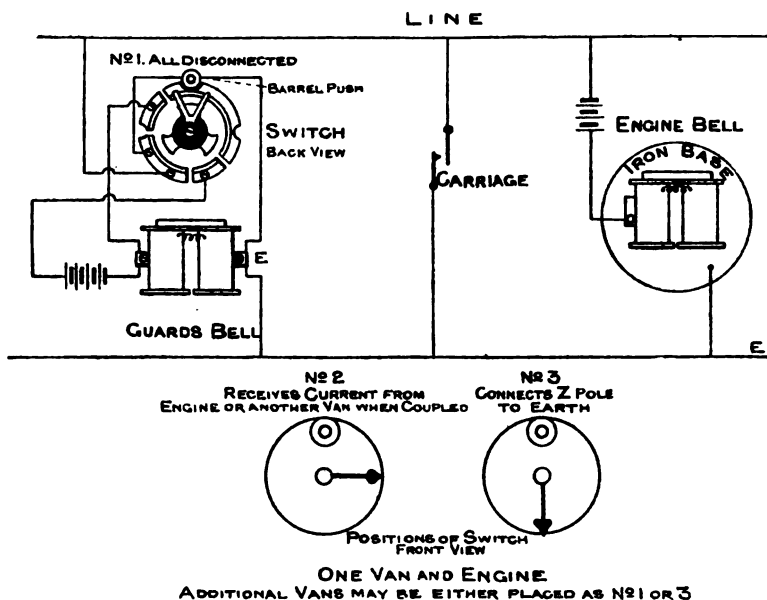 LINE
Nº1. ALL DISCONNECTED
BARREL PUSH
SWITCH
BACK VIEW
ENGINE BELL
IRON BASE
CARRIAGE
E
GUARDS BELL
E
Nº2
RECEIVES CURRENT FROM
ENGINE OR ANOTHER VAN WHEN COUPLED
Nº3
CONNECTS Z POLE
TO EARTH
POSITIONS OF SWITCH
FRONT VIEW
ONE VAN AND ENGINE
ADDITIONAL VANS MAY BE EITHER PLACED AS Nº1 OR 3